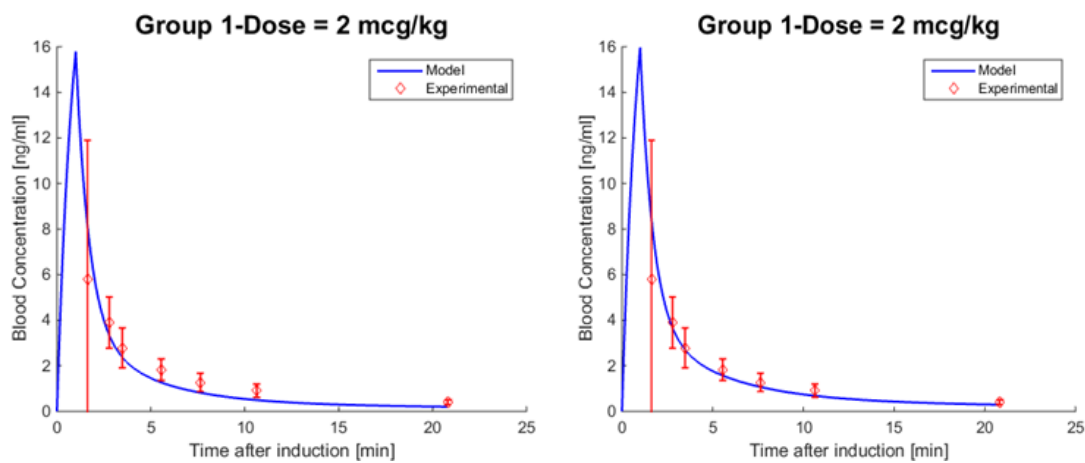 Group 1-Dose = 2 mcg/kg
Model
Experimental
16
14
12
10
8
6
4
2
0
Blood Concentration [ng/ml]
0 5 10 15 20 25
Time after induction [min]
Group 1-Dose = 2 mcg/kg
Model
Experimental
16
14
12
10
8
6
4
2
0
Blood Concentration [ng/ml]
0 5 10 15 20 25
Time after induction [min]